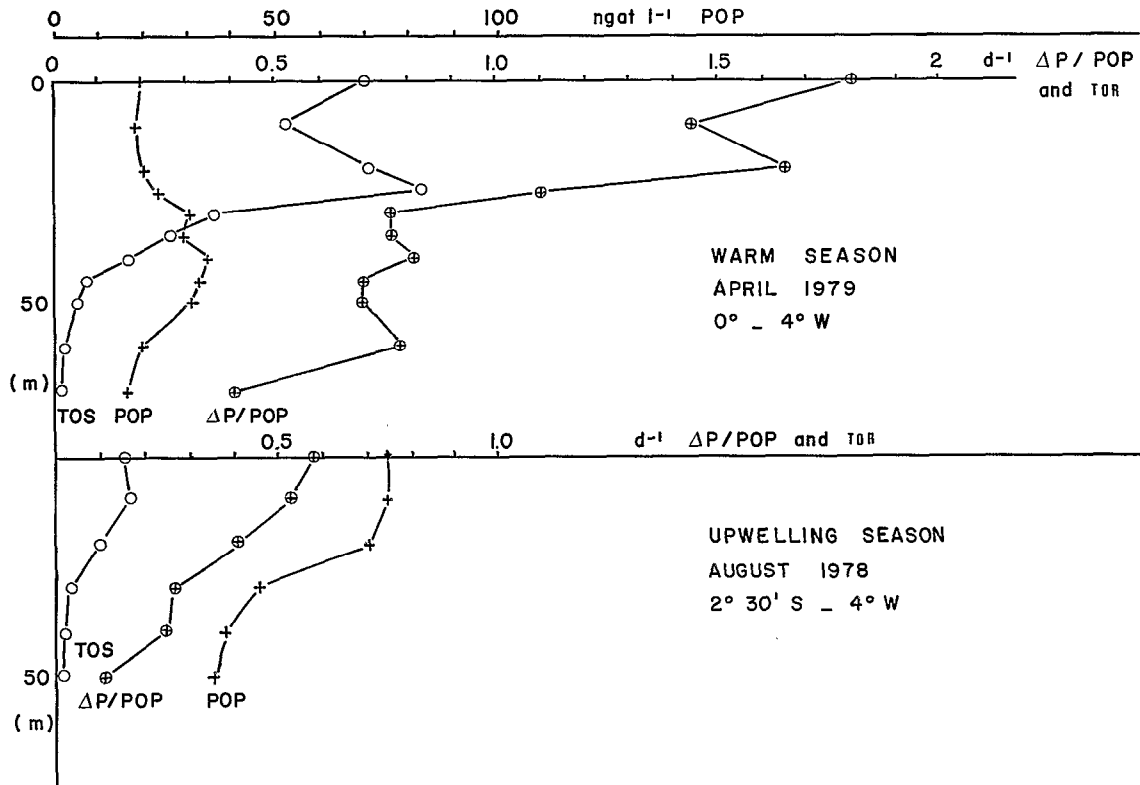 0 50 100 ngat l⁻¹ POP
0 0.5 1.0 1.5 2 d⁻¹ ΔP/POP
and TOR
0
WARM SEASON
APRIL 1979
0° _ 4° W
50
(m)
TOS POP ΔP/POP
0.5 1.0 d⁻¹ ΔP/POP and TOR
UPWELLING SEASON
AUGUST 1978
2° 30' S _ 4° W
TOS
50
ΔP/POP POP
(m)